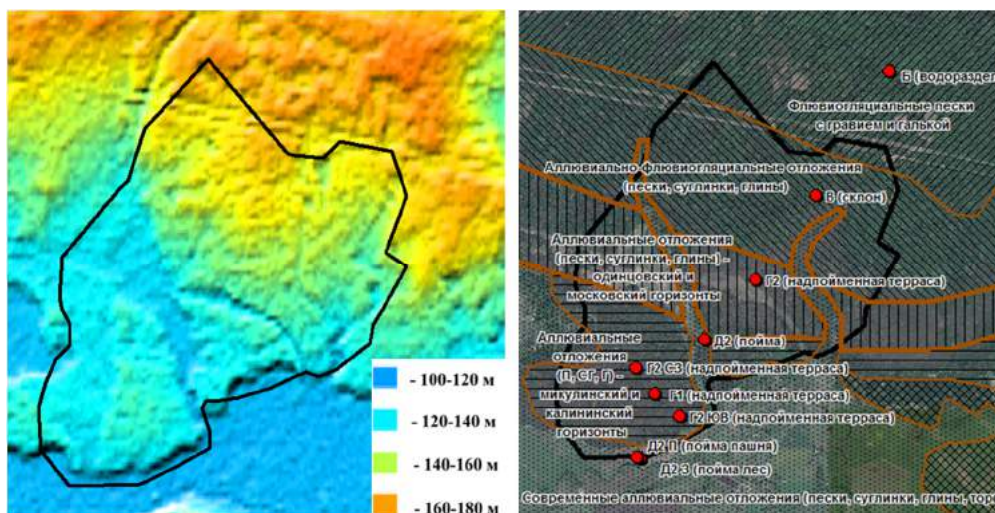 - 100-120 м
- 120-140 м
- 140-160 м
- 160-180 м
Б (водораздел
Флювиогляциальные пески
с гравием и галькой
Аллювиально-флювиогляциальные отложения
(пески, суглинки, глины)
В (склон)
Аллювиальные отложения
(пески, суглинки, глины) –
одинцовский и
московский горизонты
Г2 (надпойменная терраса)
Д2 (пойма)
Аллювиальные
отложения
(П, СГ, Г) –
микулинский и
калининский
горизонты
Г2 СЗ (надпойменная терраса)
Г1 (надпойменная терраса)
Г2 ЮВ (надпойменная терраса)
Д2 П (пойма пашня)
Д2 З (пойма лес)
Современные аллювиальные отложения (пески, суглинки, глины, тор